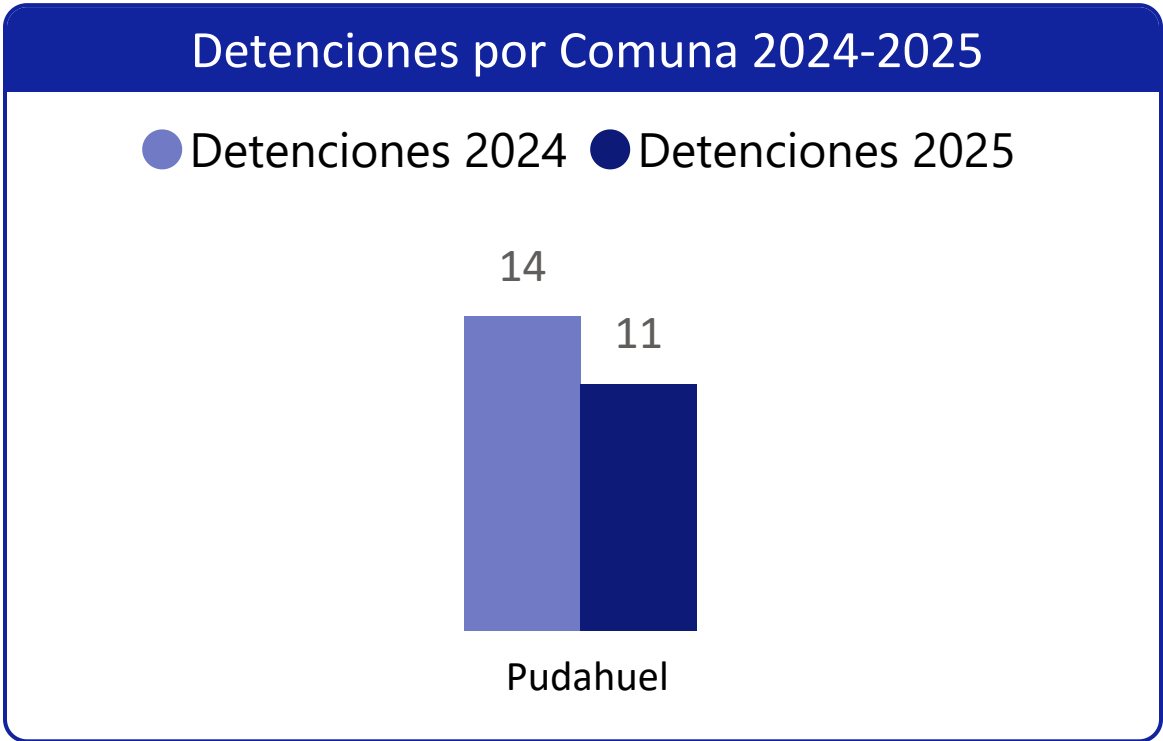 Detenciones por Comuna 2024-2025
Detenciones 2024 Detenciones 2025
14
11
Pudahuel